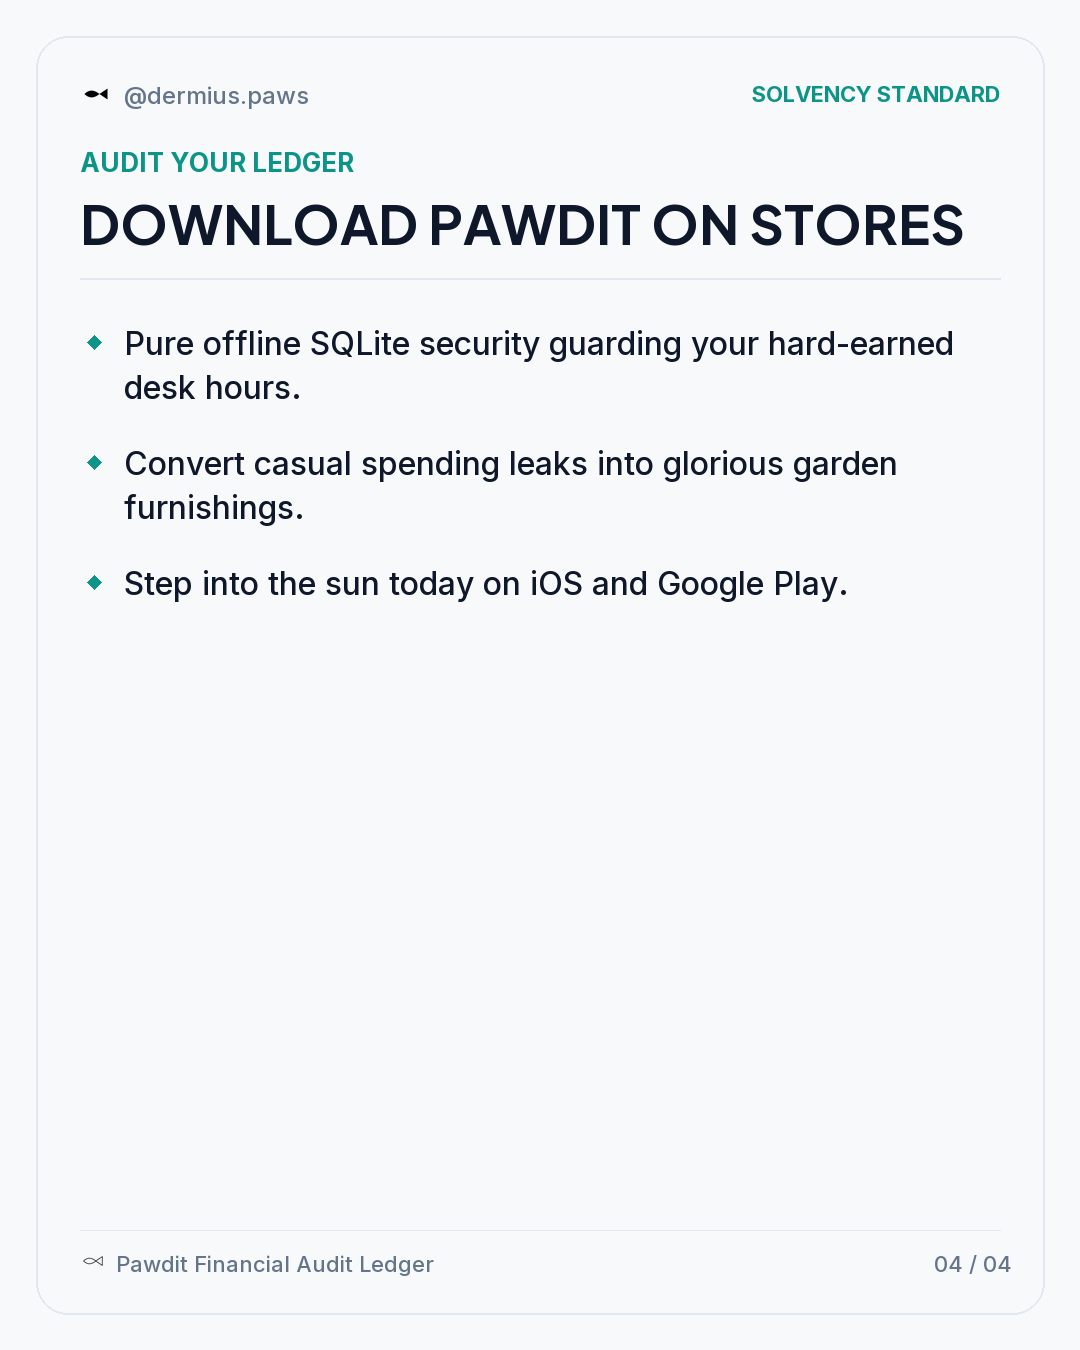 @dermius.paws
SOLVENCY STANDARD
AUDIT YOUR LEDGER
DOWNLOAD PAWDIT ON STORES
Pure offline SQLite security guarding your hard-earned
desk hours.
Convert casual spending leaks into glorious garden
furnishings.
Step into the sun today on iOS and Google Play.
Pawdit Financial Audit Ledger
04 / 04